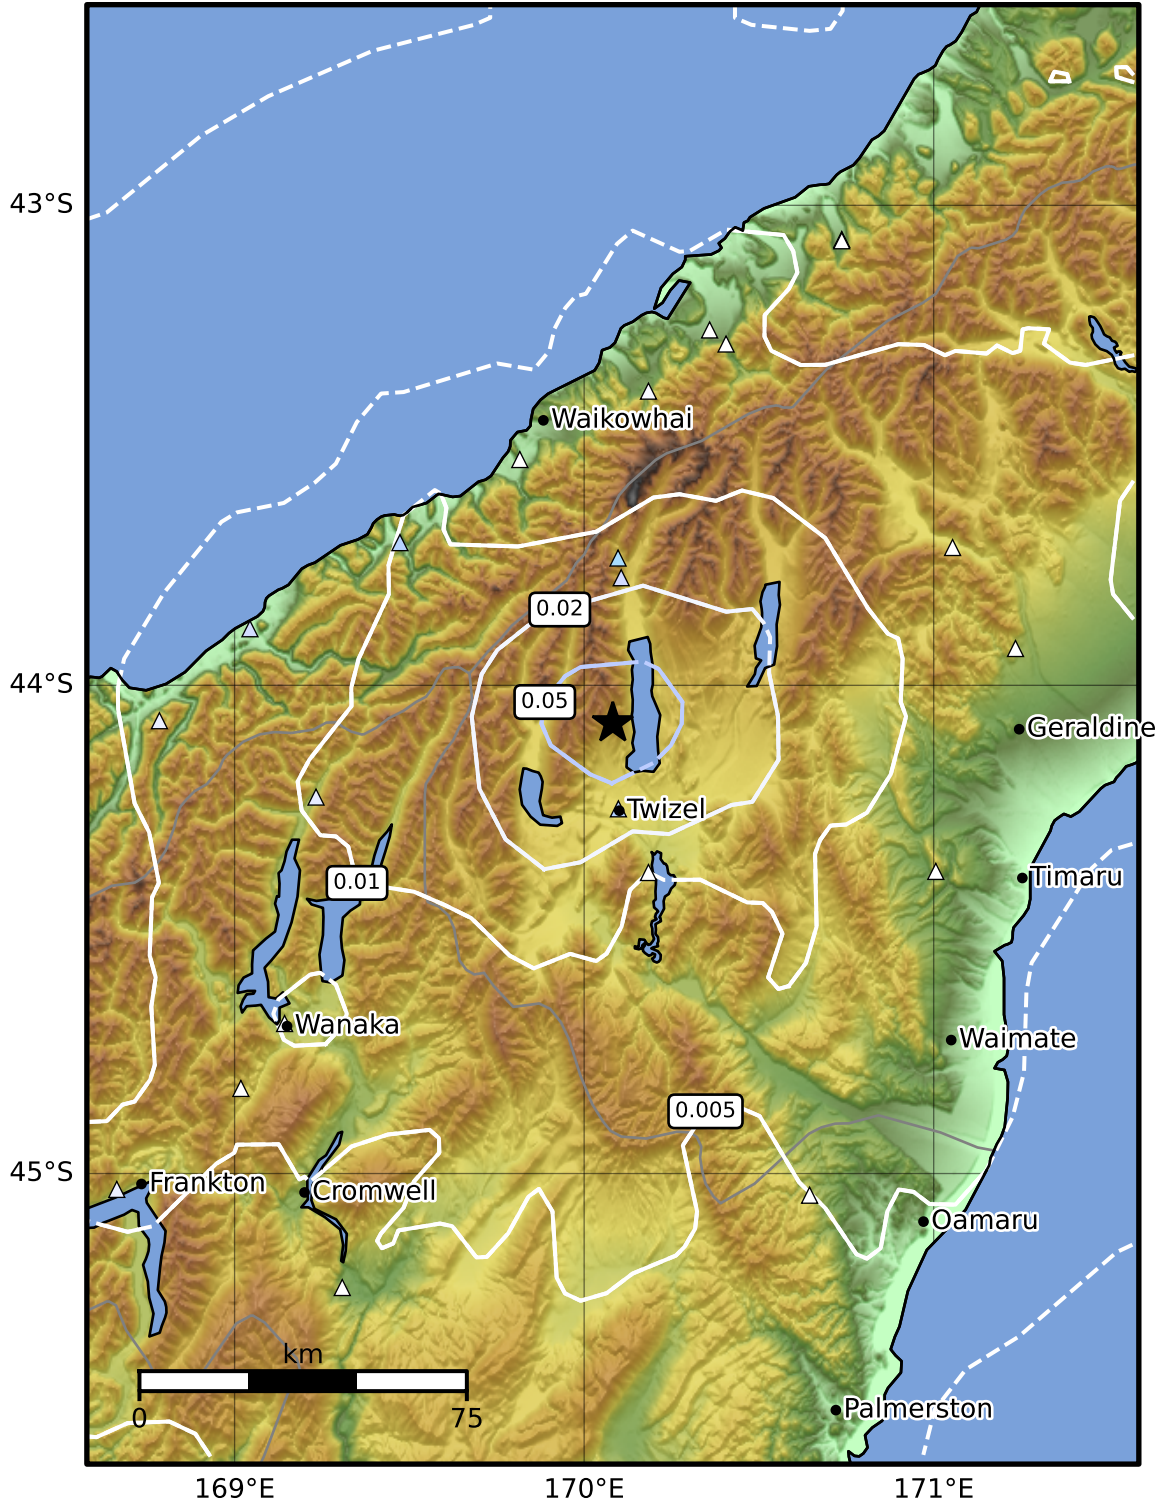 43°S
Waikowhai
0.02
44°S
0.05
Geraldine
Twizel
0.01
Timaru
Wanaka
Waimate
0.005
45°S
Frankton
Cromwell
Oamaru
km
0
75
Palmerston
169°E
170°E
171°E